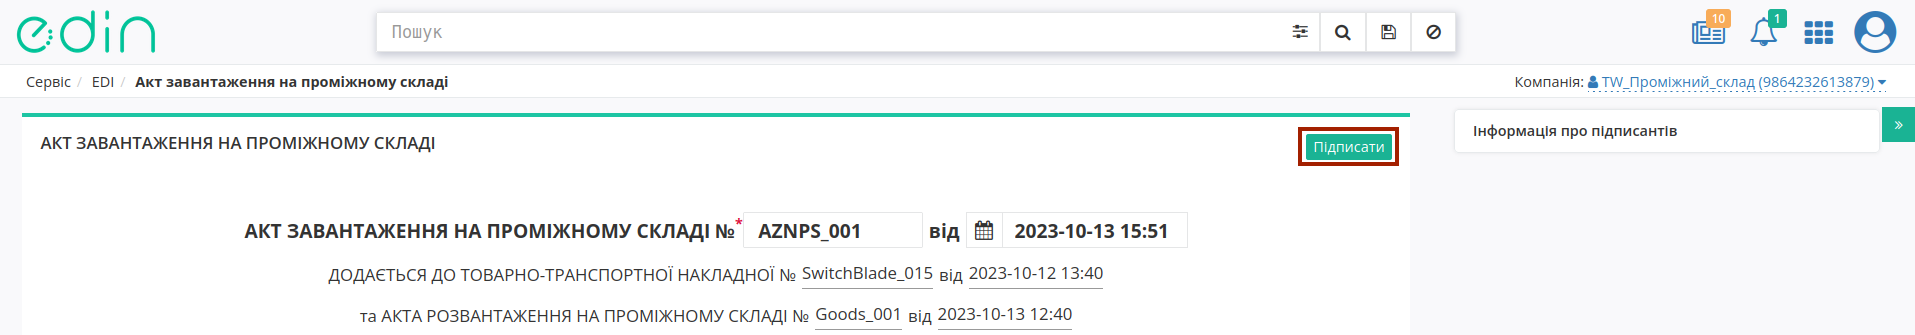 edin
Пошук
10
1
Сервіс / EDI / Акт завантаження на проміжному складі
Компанія: TW_Проміжний_склад (9864232613879)
АКТ ЗАВАНТАЖЕННЯ НА ПРОМІЖНОМУ СКЛАДІ
Підписати
Інформація про підписантів
»
АКТ ЗАВАНТАЖЕННЯ НА ПРОМІЖНОМУ СКЛАДІ №* AZNPS_001 від 2023-10-13 15:51
ДОДАЄТЬСЯ ДО ТОВАРНО-ТРАНСПОРТНОЇ НАКЛАДНОЇ № SwitchBlade_015 від 2023-10-12 13:40
та АКТА РОЗВАНТАЖЕННЯ НА ПРОМІЖНОМУ СКЛАДІ № Goods_001 від 2023-10-13 12:40